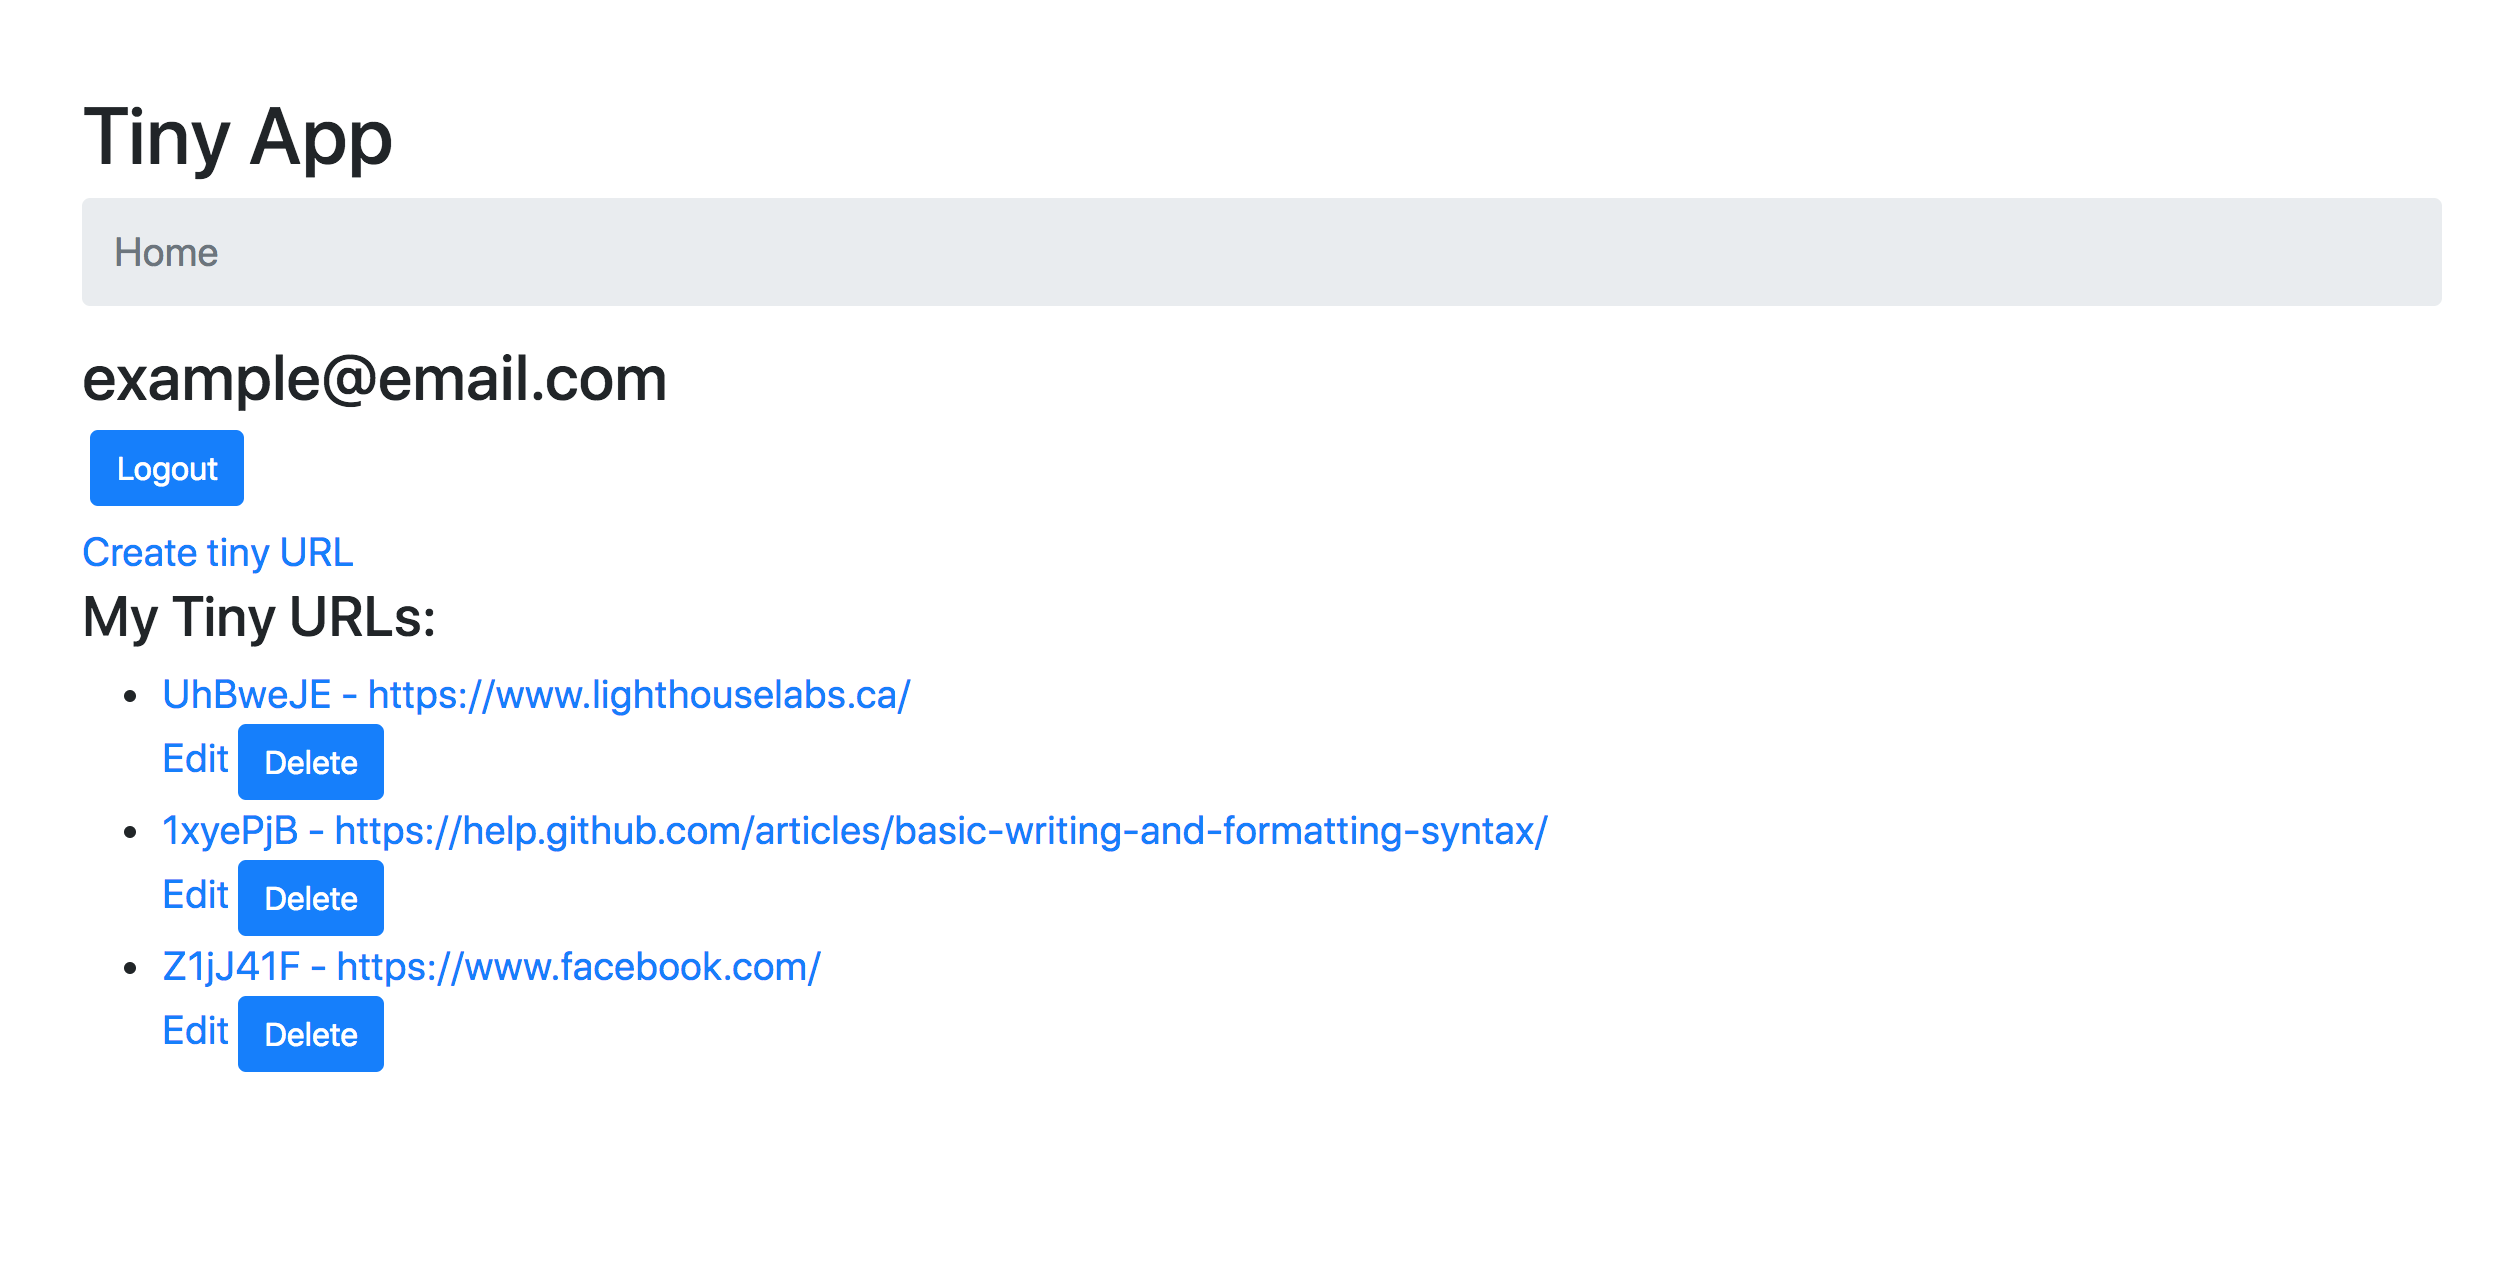 Tiny App
Home
example@email.com
Logout
Create tiny URL
My Tiny URLs:
UhBweJE - https://www.lighthouselabs.ca/
Edit Delete
1xyePjB - https://help.github.com/articles/basic-writing-and-formatting-syntax/
Edit Delete
Z1jJ41F - https://www.facebook.com/
Edit Delete